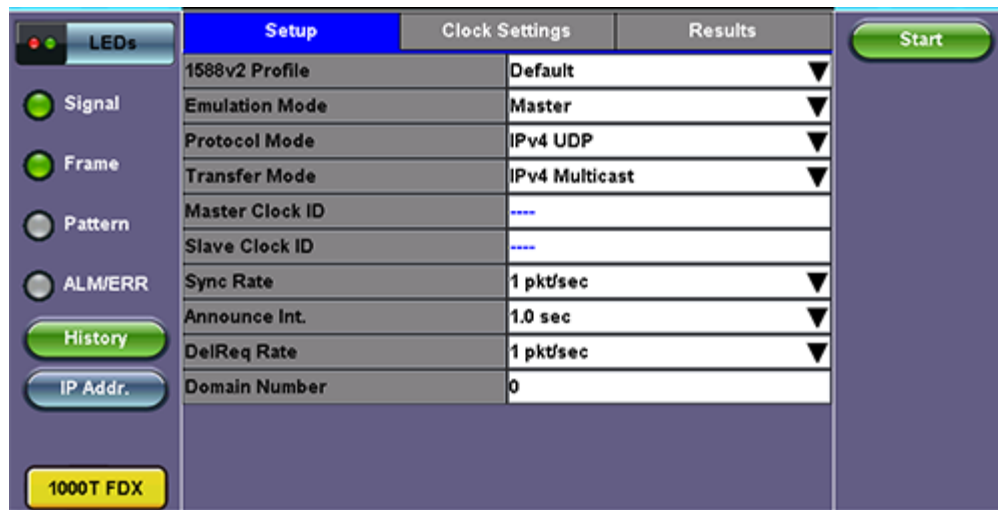 LEDs
Setup Clock Settings Results
Start
1588v2 Profile Default
Signal
Emulation Mode Master
Protocol Mode IPv4 UDP
Frame
Transfer Mode IPv4 Multicast
Master Clock ID ----
Pattern
Slave Clock ID ----
ALM/ERR
Sync Rate 1 pkt/sec
Announce Int. 1.0 sec
History
DelReq Rate 1 pkt/sec
IP Addr.
Domain Number 0
1000T FDX